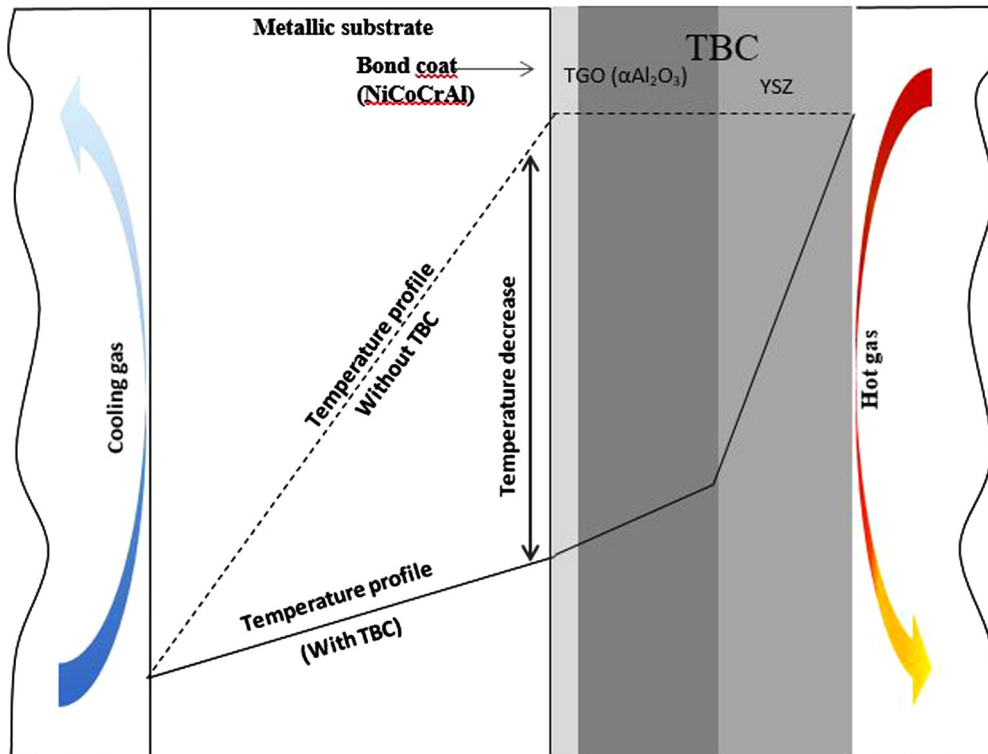 Metallic substrate
Bond coat
(NiCoCrAl)
TBC
TGO (αAl₂O₃)
YSZ
Cooling gas
Temperature profile
Without TBC
Temperature decrease
Hot gas
Temperature profile
(With TBC)